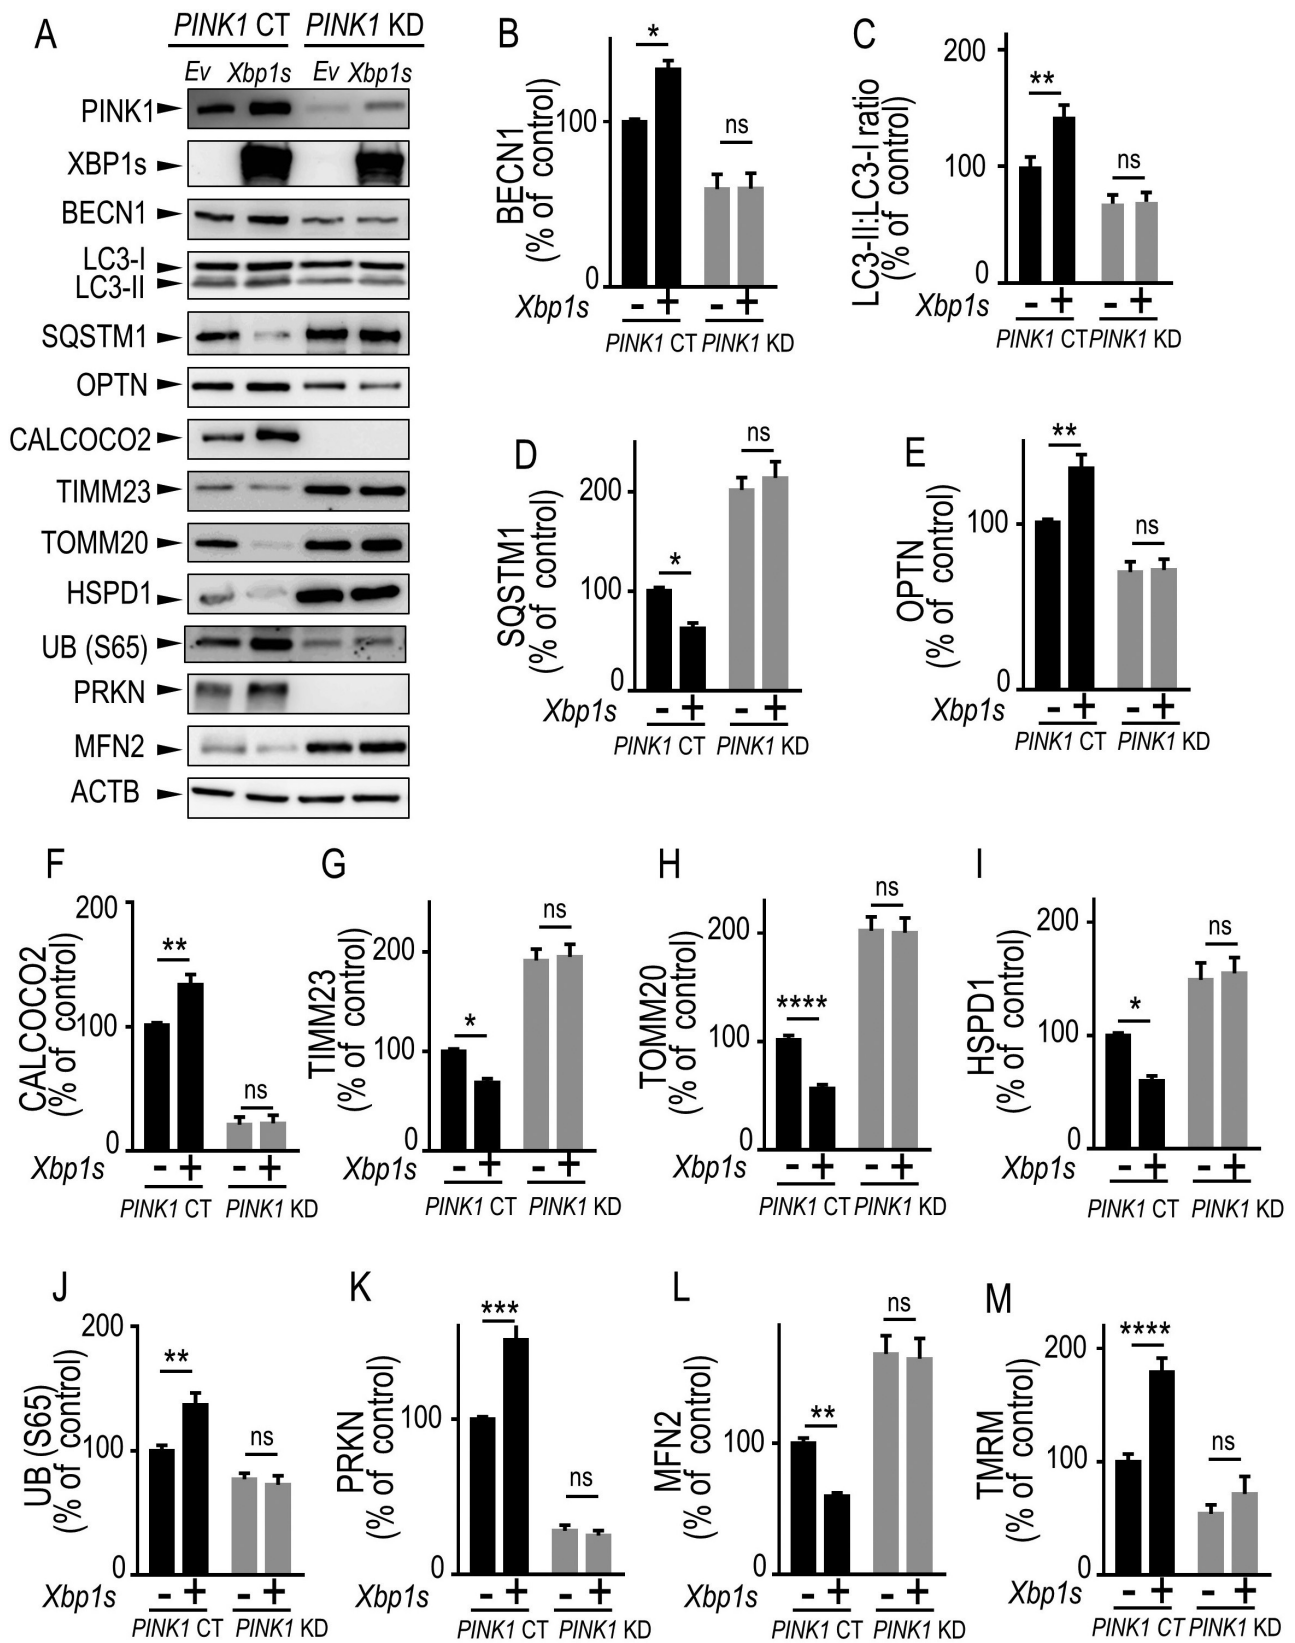 A
PINK1 CT PINK1 KD
Ev Xbp1s Ev Xbp1s
PINK1
XBP1s
BECN1
LC3-I
LC3-II
SQSTM1
OPTN
CALCOCO2
TIMM23
TOMM20
HSPD1
UB (S65)
PRKN
MFN2
ACTB
B
BECN1
(% of control)
100
0
*
ns
Xbp1s - + - +
PINK1 CT PINK1 KD
C
LC3-II:LC3-I ratio
(% of control)
200
100
0
**
ns
Xbp1s - + - +
PINK1 CT PINK1 KD
D
SQSTM1
(% of control)
200
100
0
*
ns
Xbp1s - + - +
PINK1 CT PINK1 KD
E
OPTN
(% of control)
100
0
**
ns
Xbp1s - + - +
PINK1 CT PINK1 KD
F
CALCOCO2
(% of control)
200
100
0
**
ns
Xbp1s - + - +
PINK1 CT PINK1 KD
G
TIMM23
(% of control)
200
100
0
*
ns
Xbp1s - + - +
PINK1 CT PINK1 KD
H
TOMM20
(% of control)
200
100
0
****
ns
Xbp1s - + - +
PINK1 CT PINK1 KD
I
HSPD1
(% of control)
200
100
0
*
ns
Xbp1s - + - +
PINK1 CT PINK1 KD
J
UB (S65)
(% of control)
200
100
0
**
ns
Xbp1s - + - +
PINK1 CT PINK1 KD
K
PRKN
(% of control)
100
0
***
ns
Xbp1s - + - +
PINK1 CT PINK1 KD
L
MFN2
(% of control)
100
0
**
ns
Xbp1s - + - +
PINK1 CT PINK1 KD
M
TMRM
(% of control)
200
100
0
****
ns
Xbp1s - + - +
PINK1 CT PINK1 KD